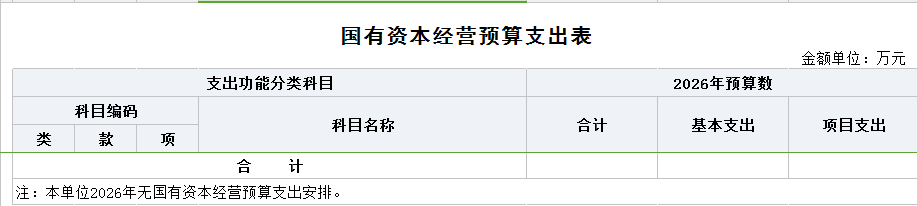 国有资本经营预算支出表
金额单位：万元
支出功能分类科目 2026年预算数
科目编码 科目名称 合计 基本支出 项目支出
类 款 项
合 计
注：本单位2026年无国有资本经营预算支出安排。